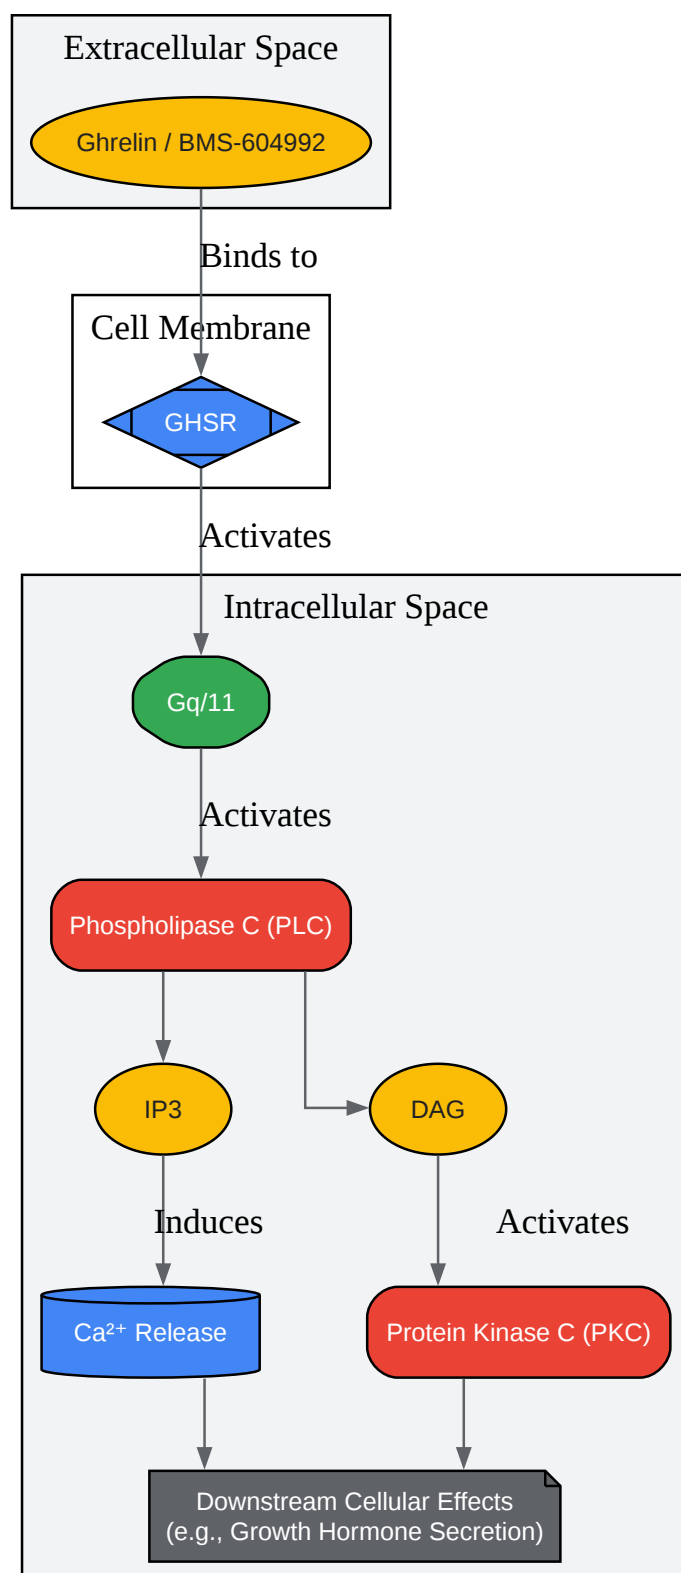 Extracellular Space
Ghrelin / BMS-604992
Binds to
Cell Membrane
GHSR
Activates
Intracellular Space
Gq/11
Activates
Phospholipase C (PLC)
IP3
DAG
Induces
Activates
Ca²⁺ Release
Protein Kinase C (PKC)
Downstream Cellular Effects
(e.g., Growth Hormone Secretion)